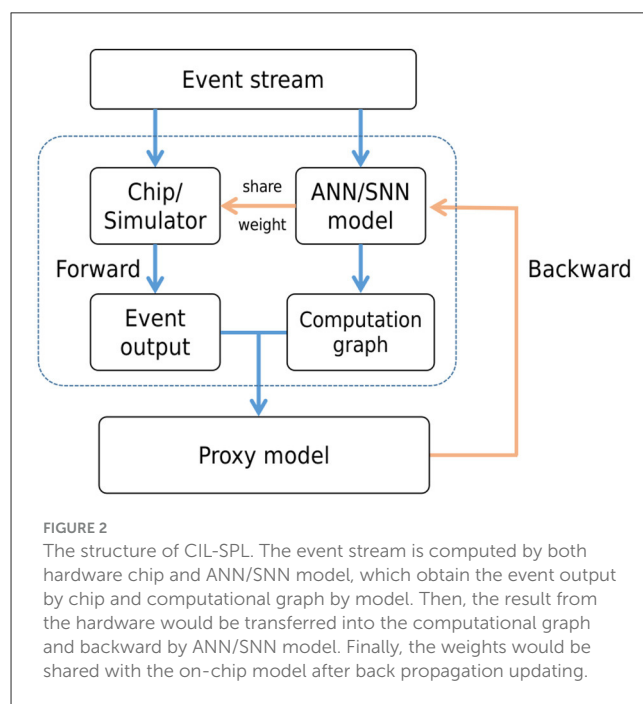 Event stream
Chip/
Simulator
share
weight
ANN/SNN
model
Forward
Backward
Event
output
Computation
graph
Proxy model
FIGURE 2
The structure of CIL-SPL. The event stream is computed by both
hardware chip and ANN/SNN model, which obtain the event output
by chip and computational graph by model. Then, the result from
the hardware would be transferred into the computational graph
and backward by ANN/SNN model. Finally, the weights would be
shared with the on-chip model after back propagation updating.